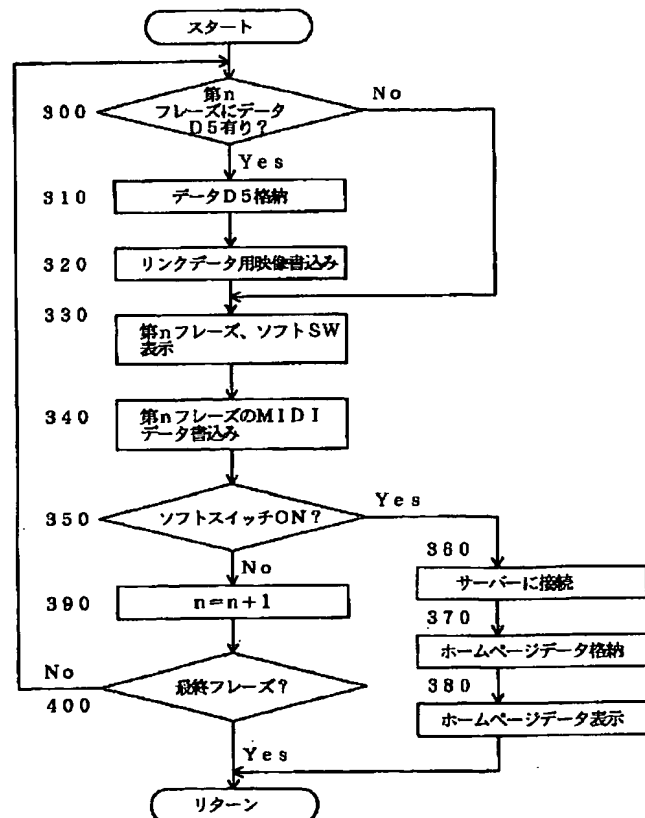 スタート
300
第n
フレーズにデータ
D5有り?
No
Yes
310
データD5格納
320
リンクデータ用映像書込み
330
第nフレーズ、ソフトSW
表示
340
第nフレーズのMIDI
データ書込み
350
ソフトスイッチON?
Yes
No
360
サーバーに接続
390
n=n+1
370
ホームページデータ格納
No
400
最終フレーズ?
380
ホームページデータ表示
Yes
リターン